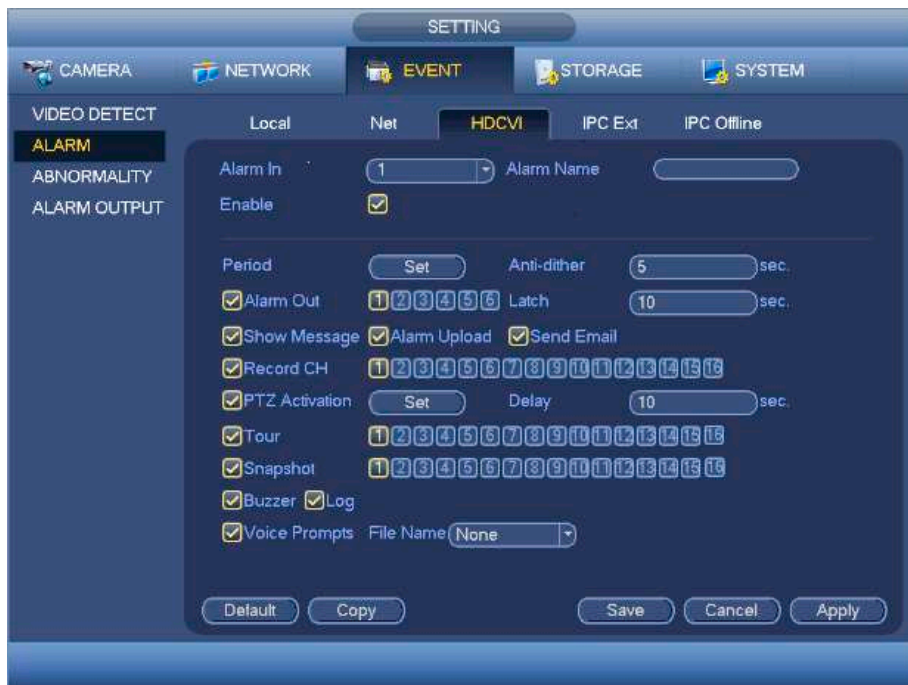 SETTING
CAMERA NETWORK EVENT STORAGE SYSTEM
VIDEO DETECT
ALARM
ABNORMALITY
ALARM OUTPUT
Local Net HDCVI IPC Ext IPC Offline
Alarm In 1 Alarm Name
Enable
Period Set Anti-dither 5 sec.
Alarm Out 1 2 3 4 5 6 Latch 10 sec.
Show Message Alarm Upload Send Email
Record CH 1 2 3 4 5 6 7 8 9 10 11 12 13 14 15 16
PTZ Activation Set Delay 10 sec.
Tour 1 2 3 4 5 6 7 8 9 10 11 12 13 14 15 16
Snapshot 1 2 3 4 5 6 7 8 9 10 11 12 13 14 15 16
Buzzer Log
Voice Prompts File Name None
Default Copy Save Cancel Apply